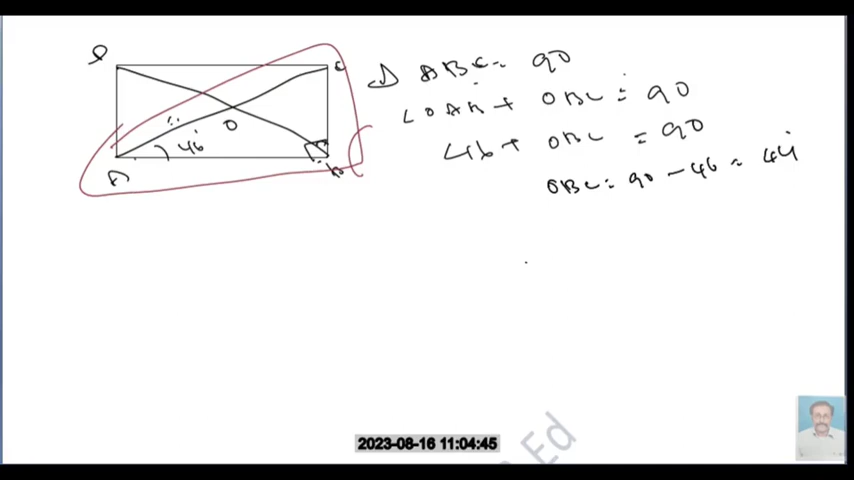 D
C
∠ ABC = 90
∠OAB + OBC = 90
46 + OBC = 90
OBC = 90 - 46 = 44
O
46
A
B
Ed
2023-08-16 11:04:45